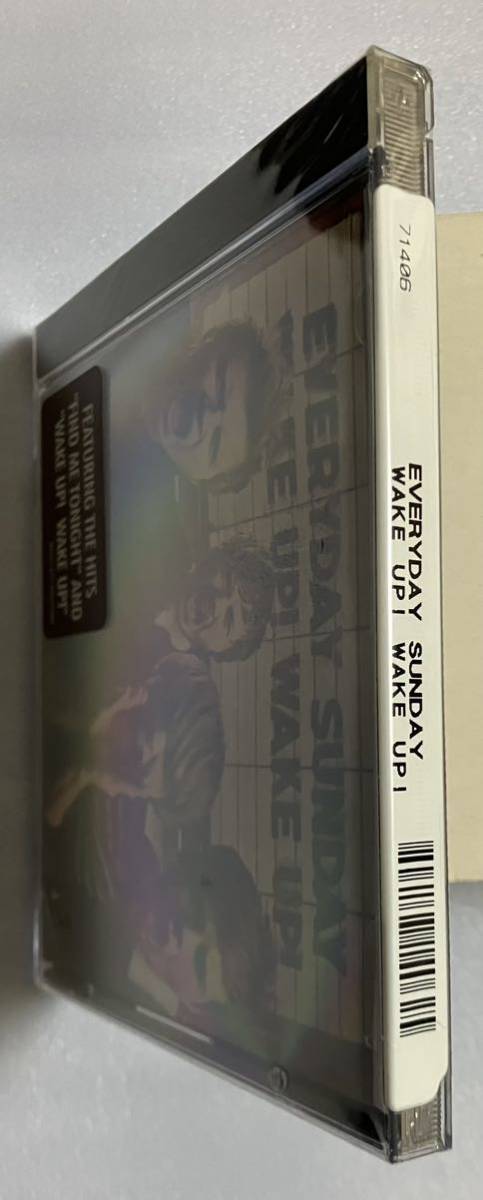 71406
EVERYDAY SUNDAY
WAKE UP! WAKE UP!
EVERYDAY SUNDAY
WAKE UP! WAKE UP!
FEATURING THE HITS
"FIND ME TONIGHT" AND
"WAKE UP! WAKE UP!"